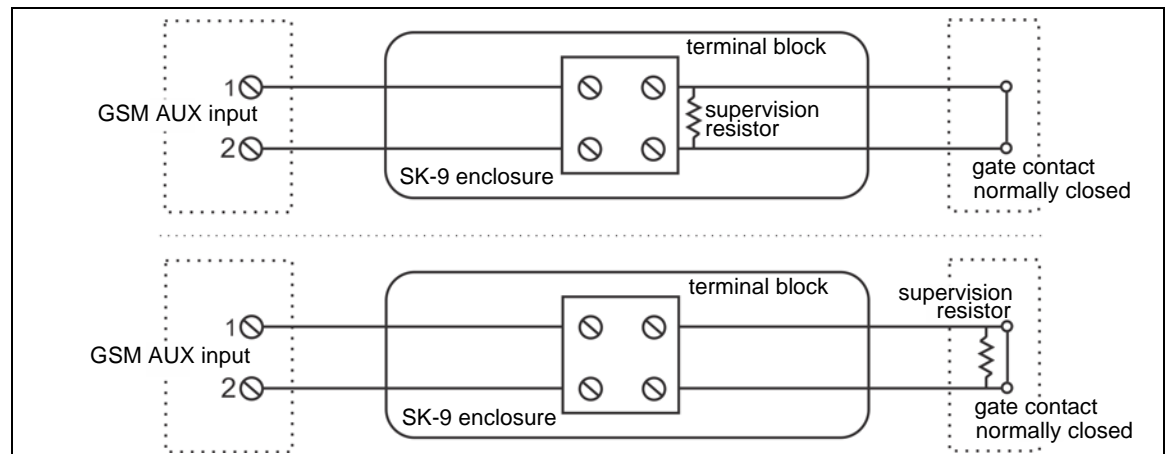 terminal block
1
GSM AUX input
2
supervision
resistor
SK-9 enclosure
gate contact
normally closed
terminal block
supervision
resistor
1
GSM AUX input
2
SK-9 enclosure
gate contact
normally closed